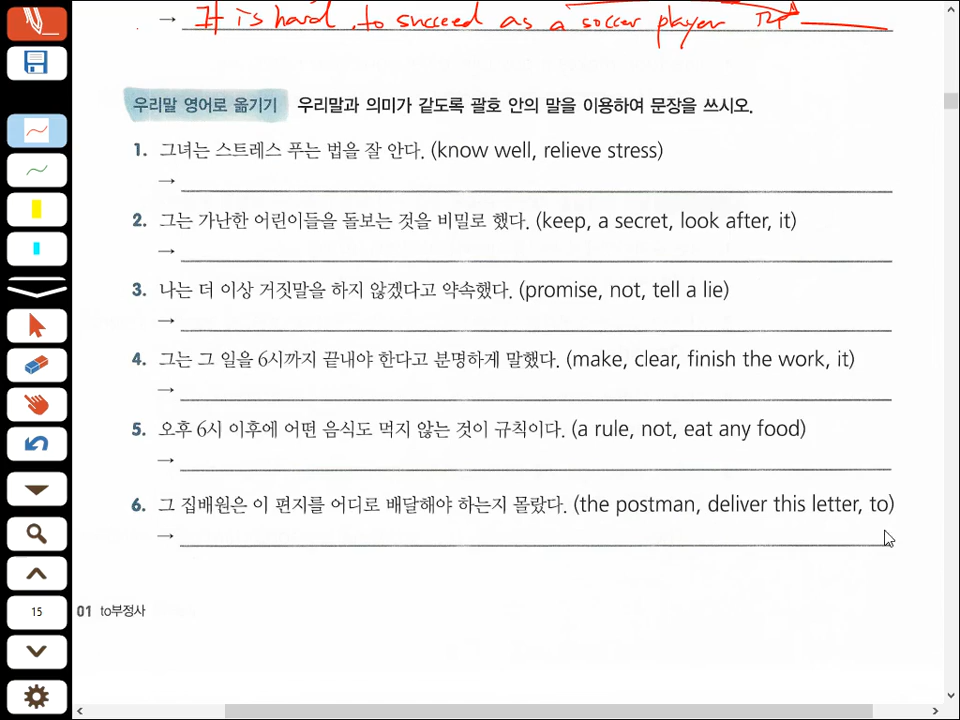 → It is hard to succeed as a soccer player
우리말 영어로 옮기기 우리말과 의미가 같도록 괄호 안의 말을 이용하여 문장을 쓰시오.
1. 그녀는 스트레스 푸는 법을 잘 안다. (know well, relieve stress)
→
2. 그는 가난한 어린이들을 돌보는 것을 비밀로 했다. (keep, a secret, look after, it)
→
3. 나는 더 이상 거짓말을 하지 않겠다고 약속했다. (promise, not, tell a lie)
→
4. 그는 그 일을 6시까지 끝내야 한다고 분명하게 말했다. (make, clear, finish the work, it)
→
5. 오후 6시 이후에 어떤 음식도 먹지 않는 것이 규칙이다. (a rule, not, eat any food)
→
6. 그 집배원은 이 편지를 어디로 배달해야 하는지 몰랐다. (the postman, deliver this letter, to)
→
15
01 to부정사